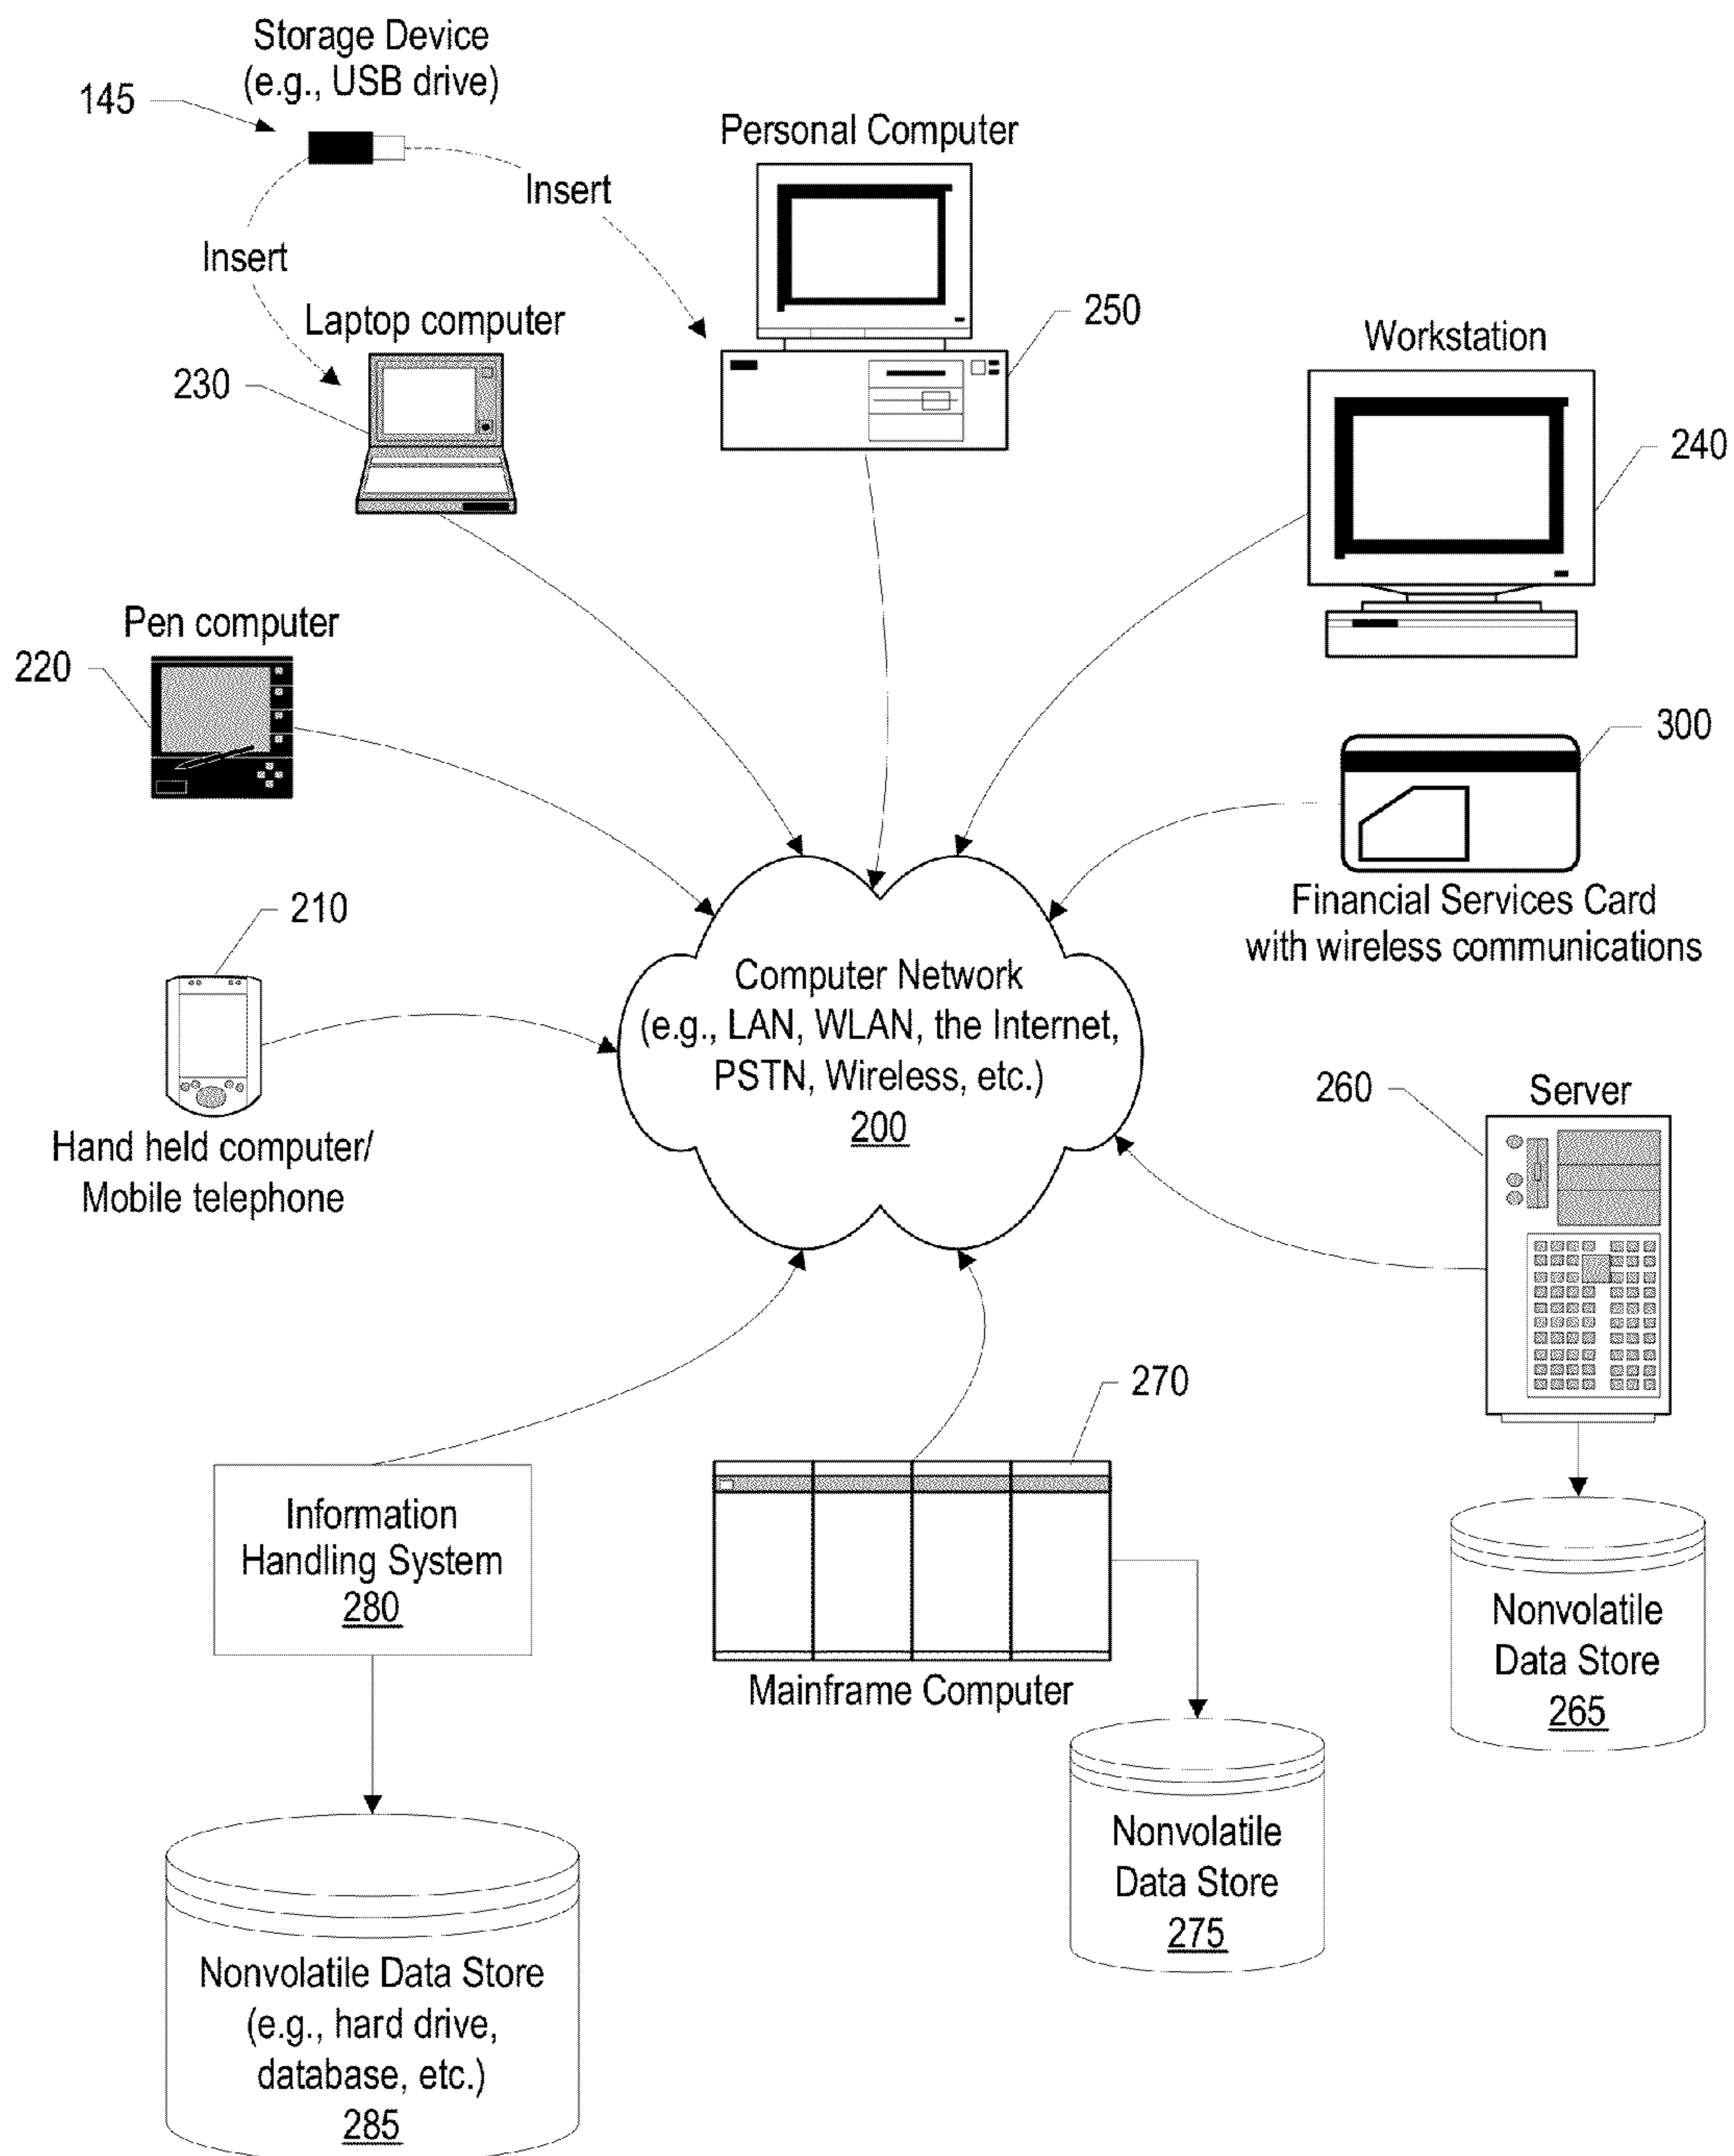 Storage Device
(e.g., USB drive)
145
Personal Computer
Insert
Insert
Laptop computer
250
Workstation
230
240
Pen computer
220
300
210
Financial Services Card
with wireless communications
Computer Network
(e.g., LAN, WLAN, the Internet,
PSTN, Wireless, etc.)
200
260
Server
Hand held computer/
Mobile telephone
270
Information
Handling System
280
Mainframe Computer
Nonvolatile
Data Store
265
Nonvolatile
Data Store
275
Nonvolatile Data Store
(e.g., hard drive,
database, etc.)
285